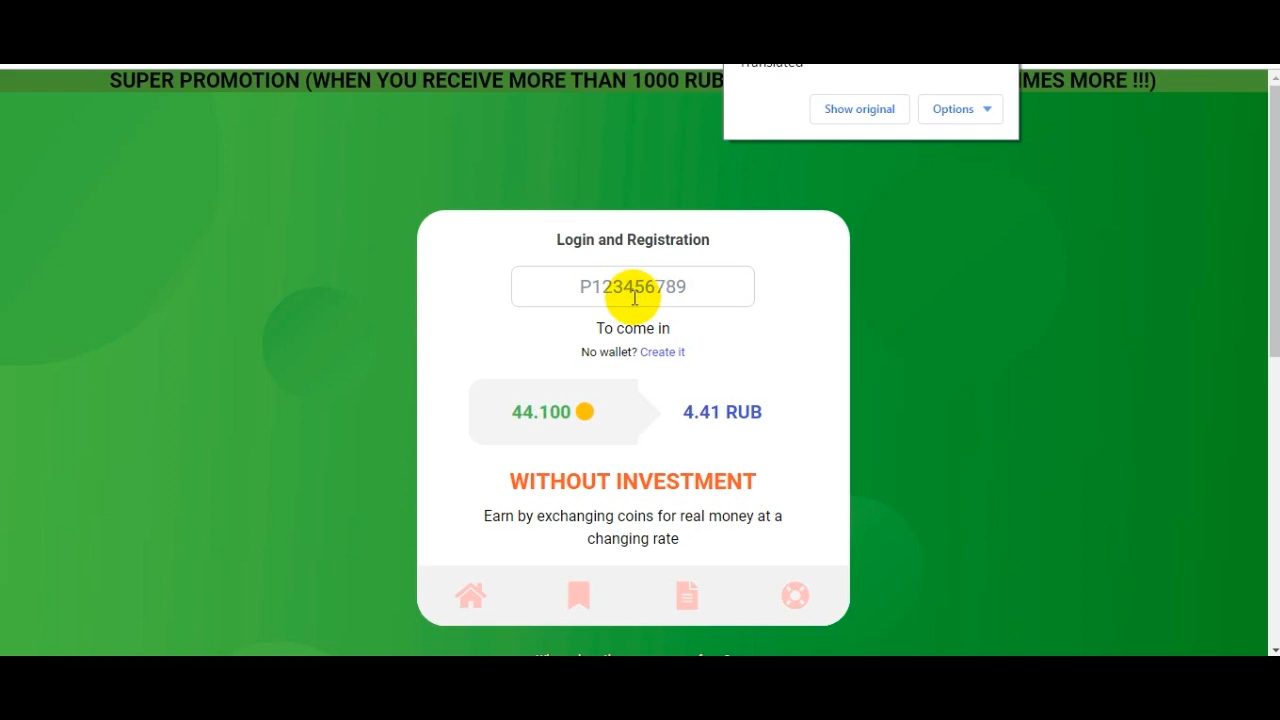 SUPER PROMOTION (WHEN YOU RECEIVE MORE THAN 1000 RUB
MES MORE !!!)
Translated
Show original
Options
Login and Registration
P123456789
To come in
No wallet? Create it
44.100
4.41 RUB
WITHOUT INVESTMENT
Earn by exchanging coins for real money at a
changing rate